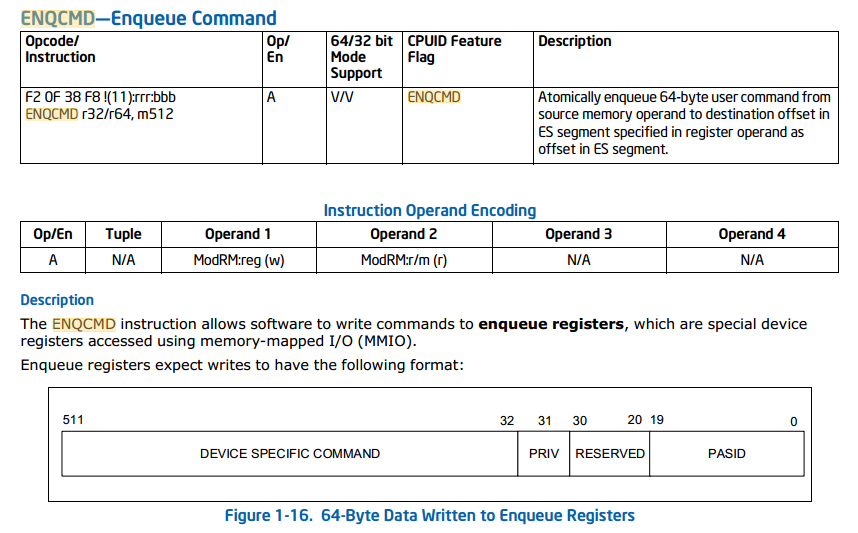 ENQCMD—Enqueue Command
Opcode/ Instruction Op/ En 64/32 bit Mode Support CPUID Feature Flag Description
F2 0F 38 F8 !(11):rrr:bbb A V/V ENQCMD Atomically enqueue 64-byte user command from
ENQCMD r32/r64, m512 source memory operand to destination offset in
ES segment specified in register operand as
offset in ES segment.
Instruction Operand Encoding
Op/En Tuple Operand 1 Operand 2 Operand 3 Operand 4
A N/A ModRM:reg (w) ModRM:r/m (r) N/A N/A
Description
The ENQCMD instruction allows software to write commands to enqueue registers, which are special device
registers accessed using memory-mapped I/O (MMIO).
Enqueue registers expect writes to have the following format:
511 32 31 30 20 19 0
DEVICE SPECIFIC COMMAND PRIV RESERVED PASID
Figure 1-16. 64-Byte Data Written to Enqueue Registers